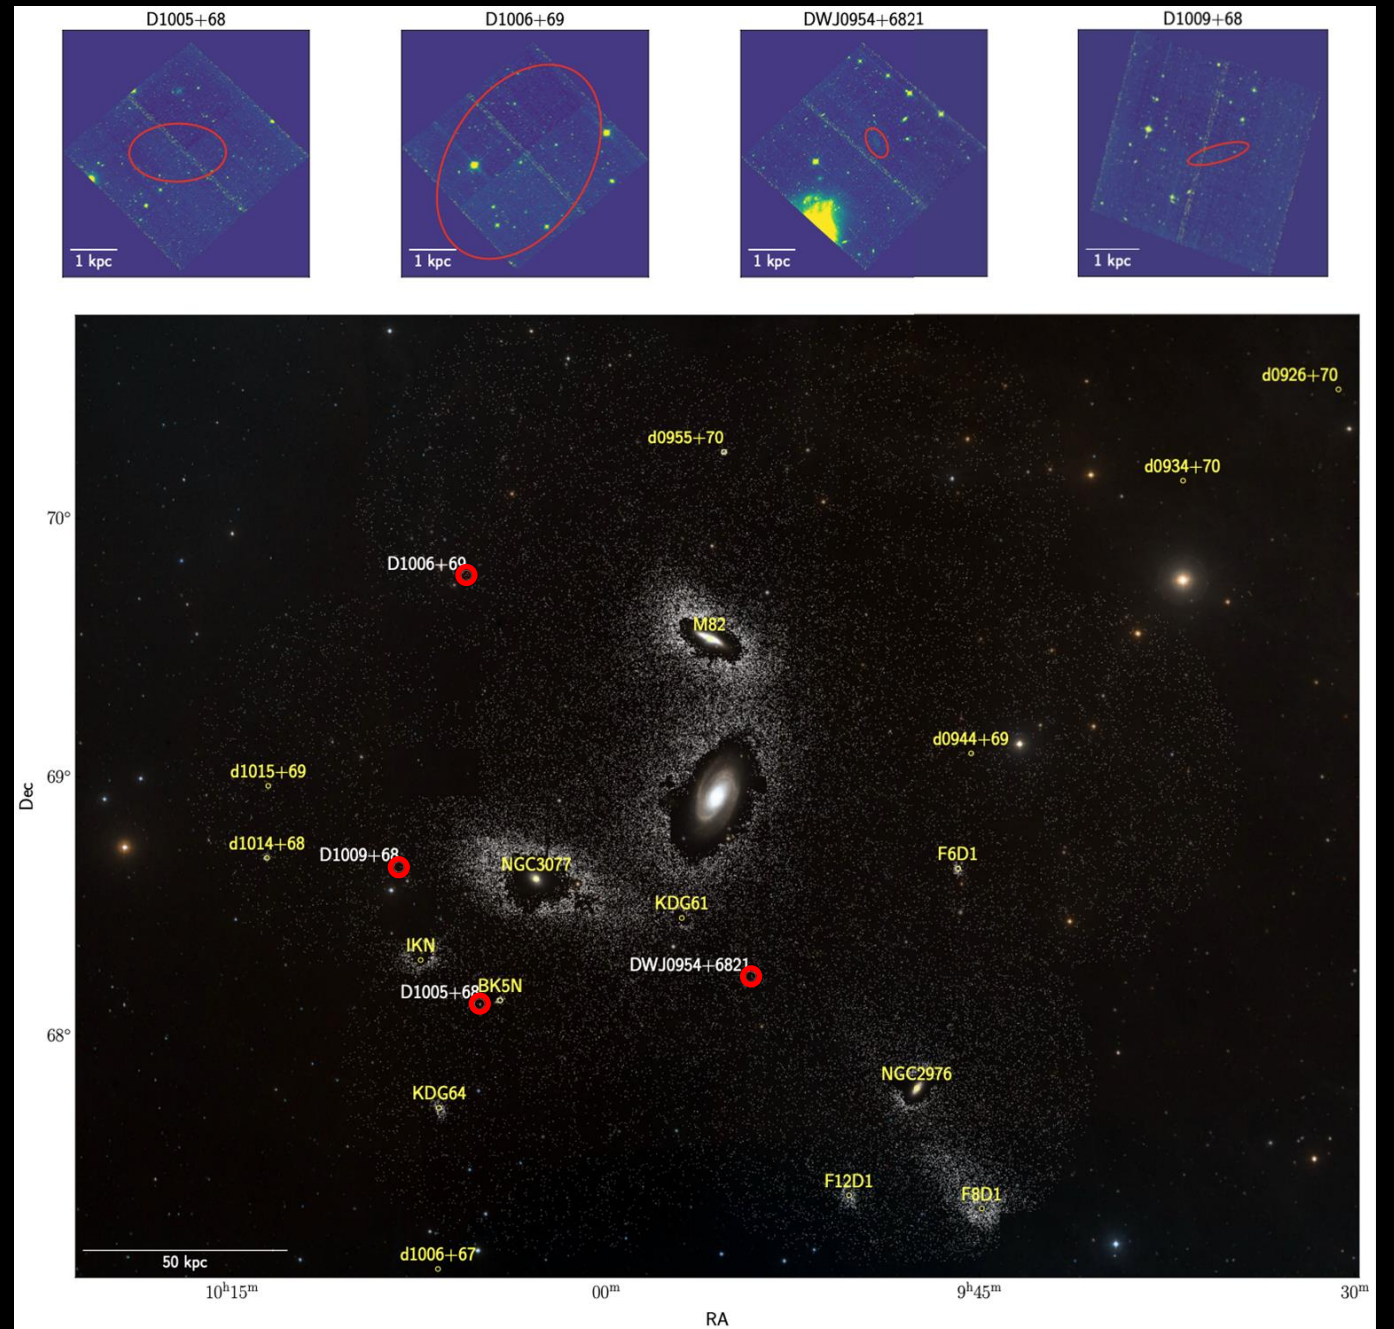 D1005+68
D1006+69
DWJ0954+6821
D1009+68
1 kpc
1 kpc
1 kpc
1 kpc
d0926+70
d0955+70
d0934+70
70°
D1006+69
M82
d0944+69
69°
d1015+69
Dec
d1014+68
D1009+68
F6D1
NGC3077
KDG61
IKN
DWJ0954+6821
BK5N
D1005+68
68°
NGC2976
KDG64
F12D1
F8D1
d1006+67
50 kpc
10h15m
00m
9h45m
30m
RA